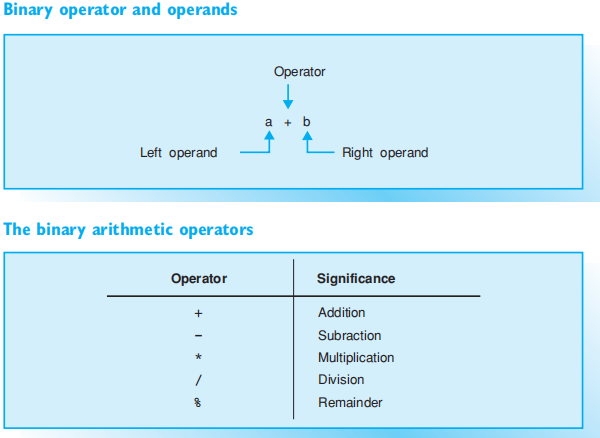 Binary operator and operands
Operator
a + b
Left operand Right operand
The binary arithmetic operators
Operator Significance
+ Addition
– Subraction
* Multiplication
/ Division
% Remainder